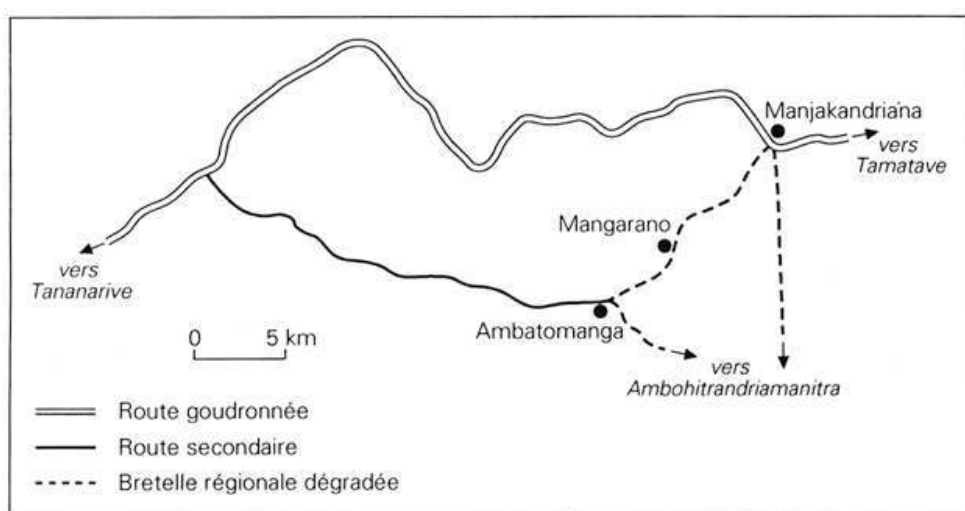 Manjakandriana
vers
Tamatave
Mangarano
vers
Tananarive
0 5 km
Ambatomanga
vers
Ambohitrandriamanitra
Route goudronnée
Route secondaire
Bretelle régionale dégradée